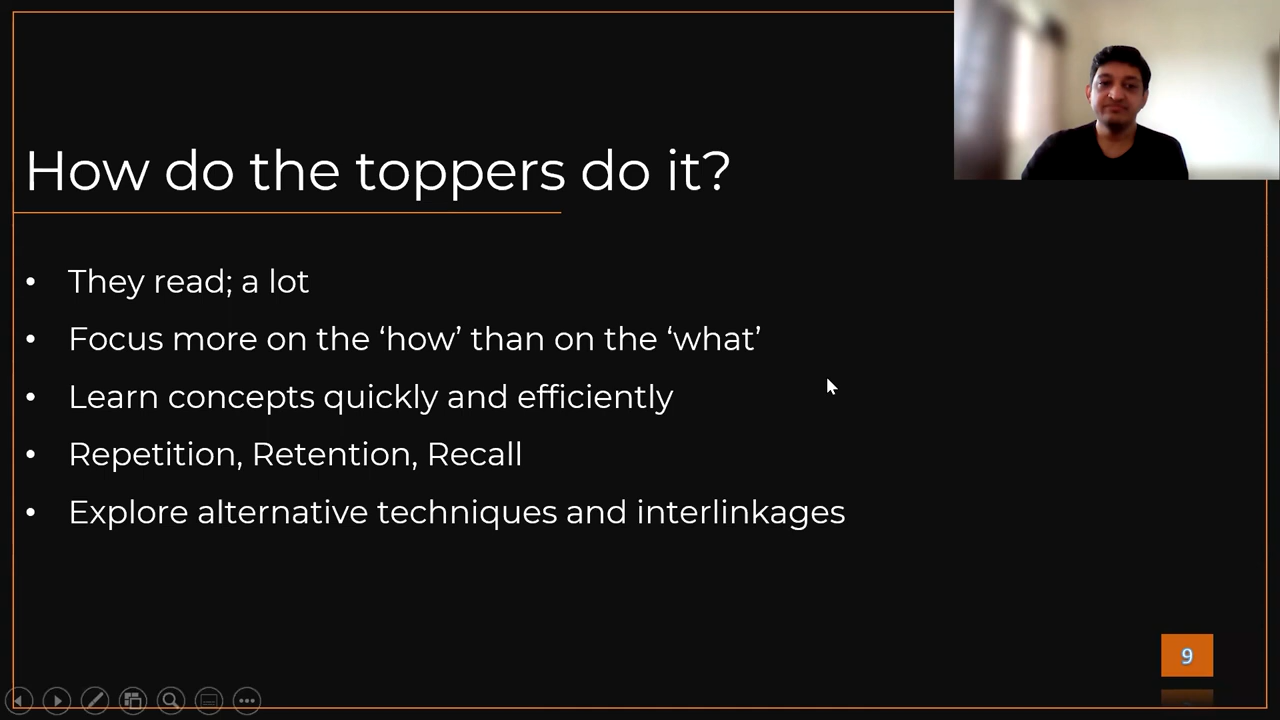 How do the toppers do it?
• They read; a lot
• Focus more on the ‘how’ than on the ‘what’
• Learn concepts quickly and efficiently
• Repetition, Retention, Recall
• Explore alternative techniques and interlinkages
9